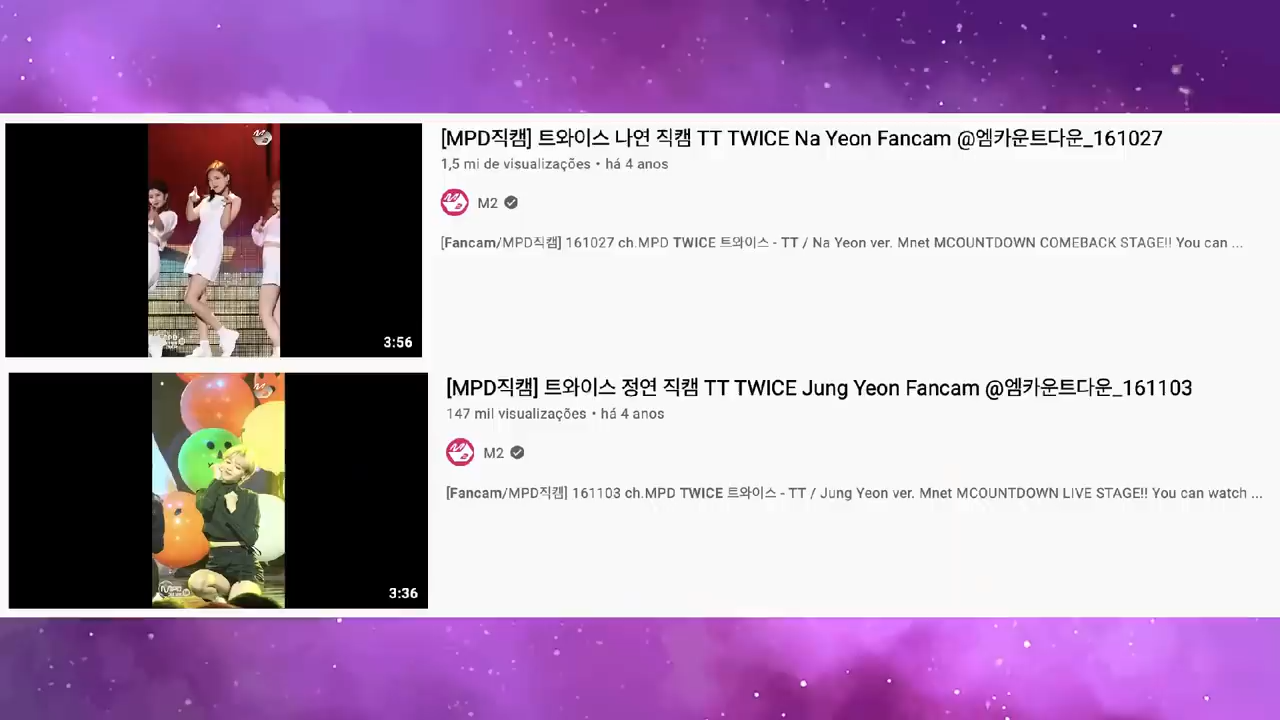 [MPD직캠] 트와이스 나연 직캠 TT TWICE Na Yeon Fancam @엠카운트다운_161027
1,5 mi de visualizações • há 4 anos
M2
[Fancam/MPD직캠] 161027 ch.MPD TWICE 트와이스 - TT / Na Yeon ver. Mnet MCOUNTDOWN COMEBACK STAGE!! You can ...
3:56
[MPD직캠] 트와이스 정연 직캠 TT TWICE Jung Yeon Fancam @엠카운트다운_161103
147 mil visualizações • há 4 anos
M2
[Fancam/MPD직캠] 161103 ch.MPD TWICE 트와이스 - TT / Jung Yeon ver. Mnet MCOUNTDOWN LIVE STAGE!! You can watch ...
MPD
3:36